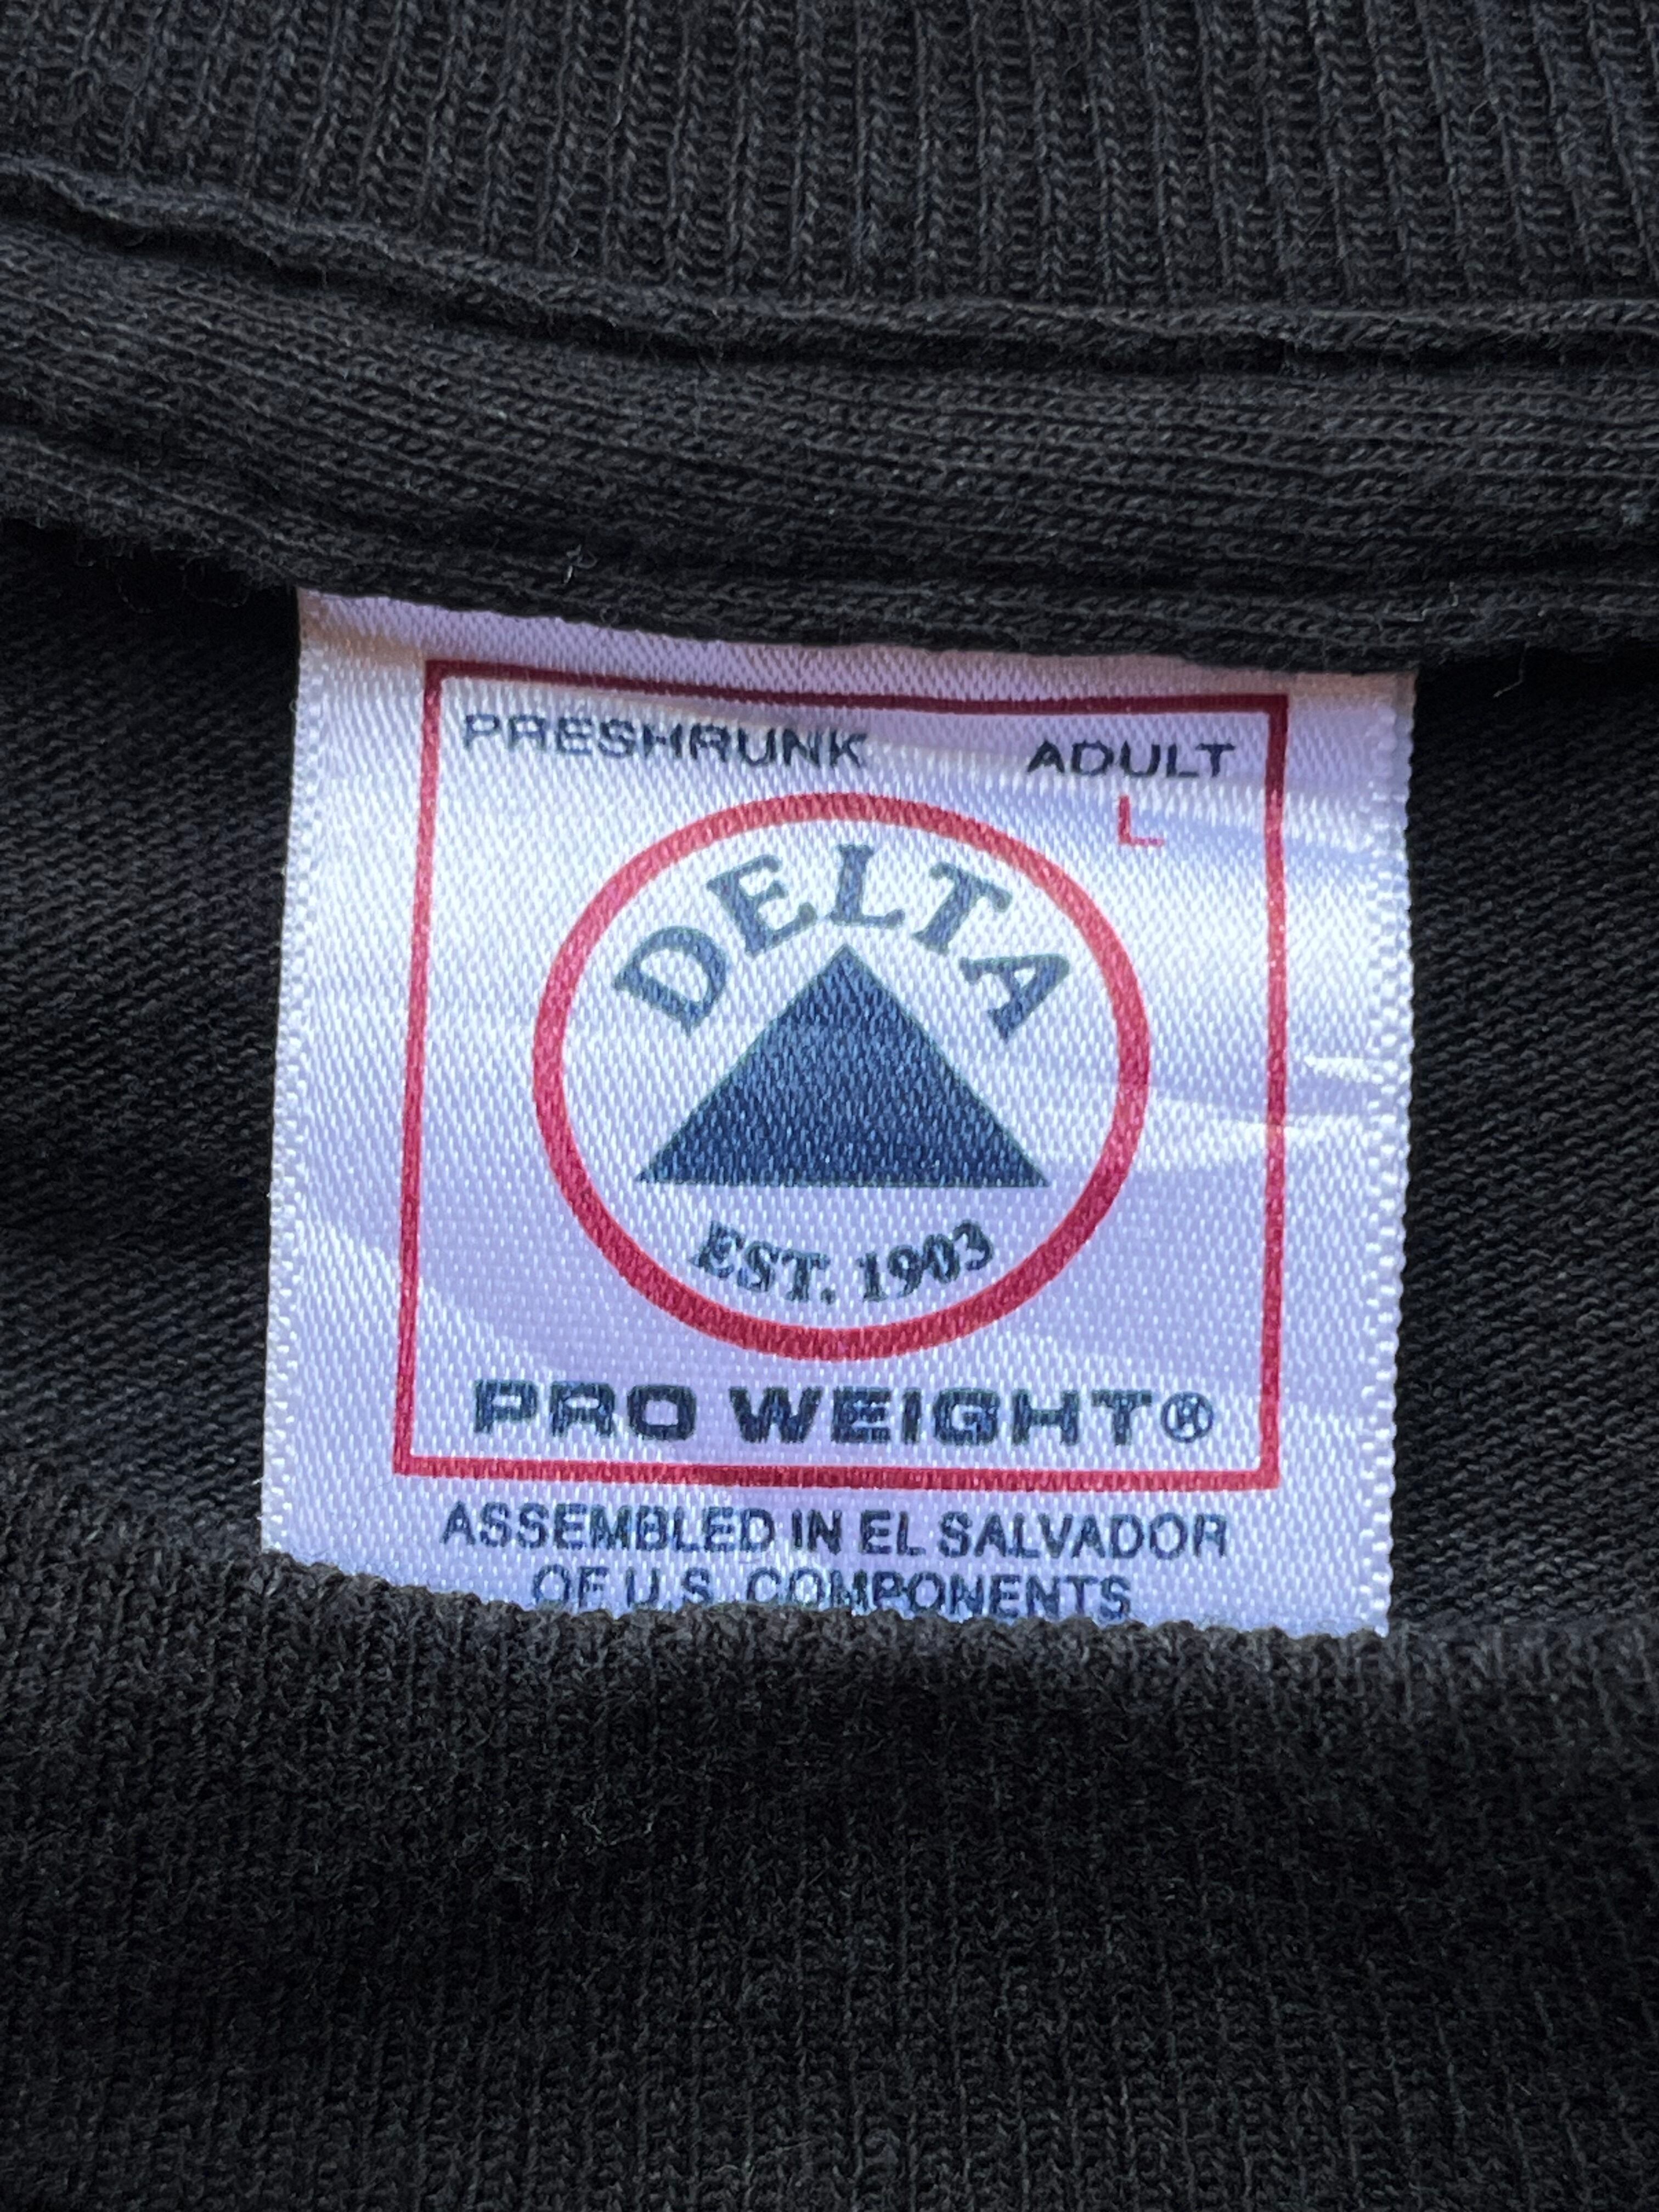 PRESHRUNK ADULT
L
DELTA
EST. 1903
PRO WEIGHT®
ASSEMBLED IN EL SALVADOR
OF U.S. COMPONENTS